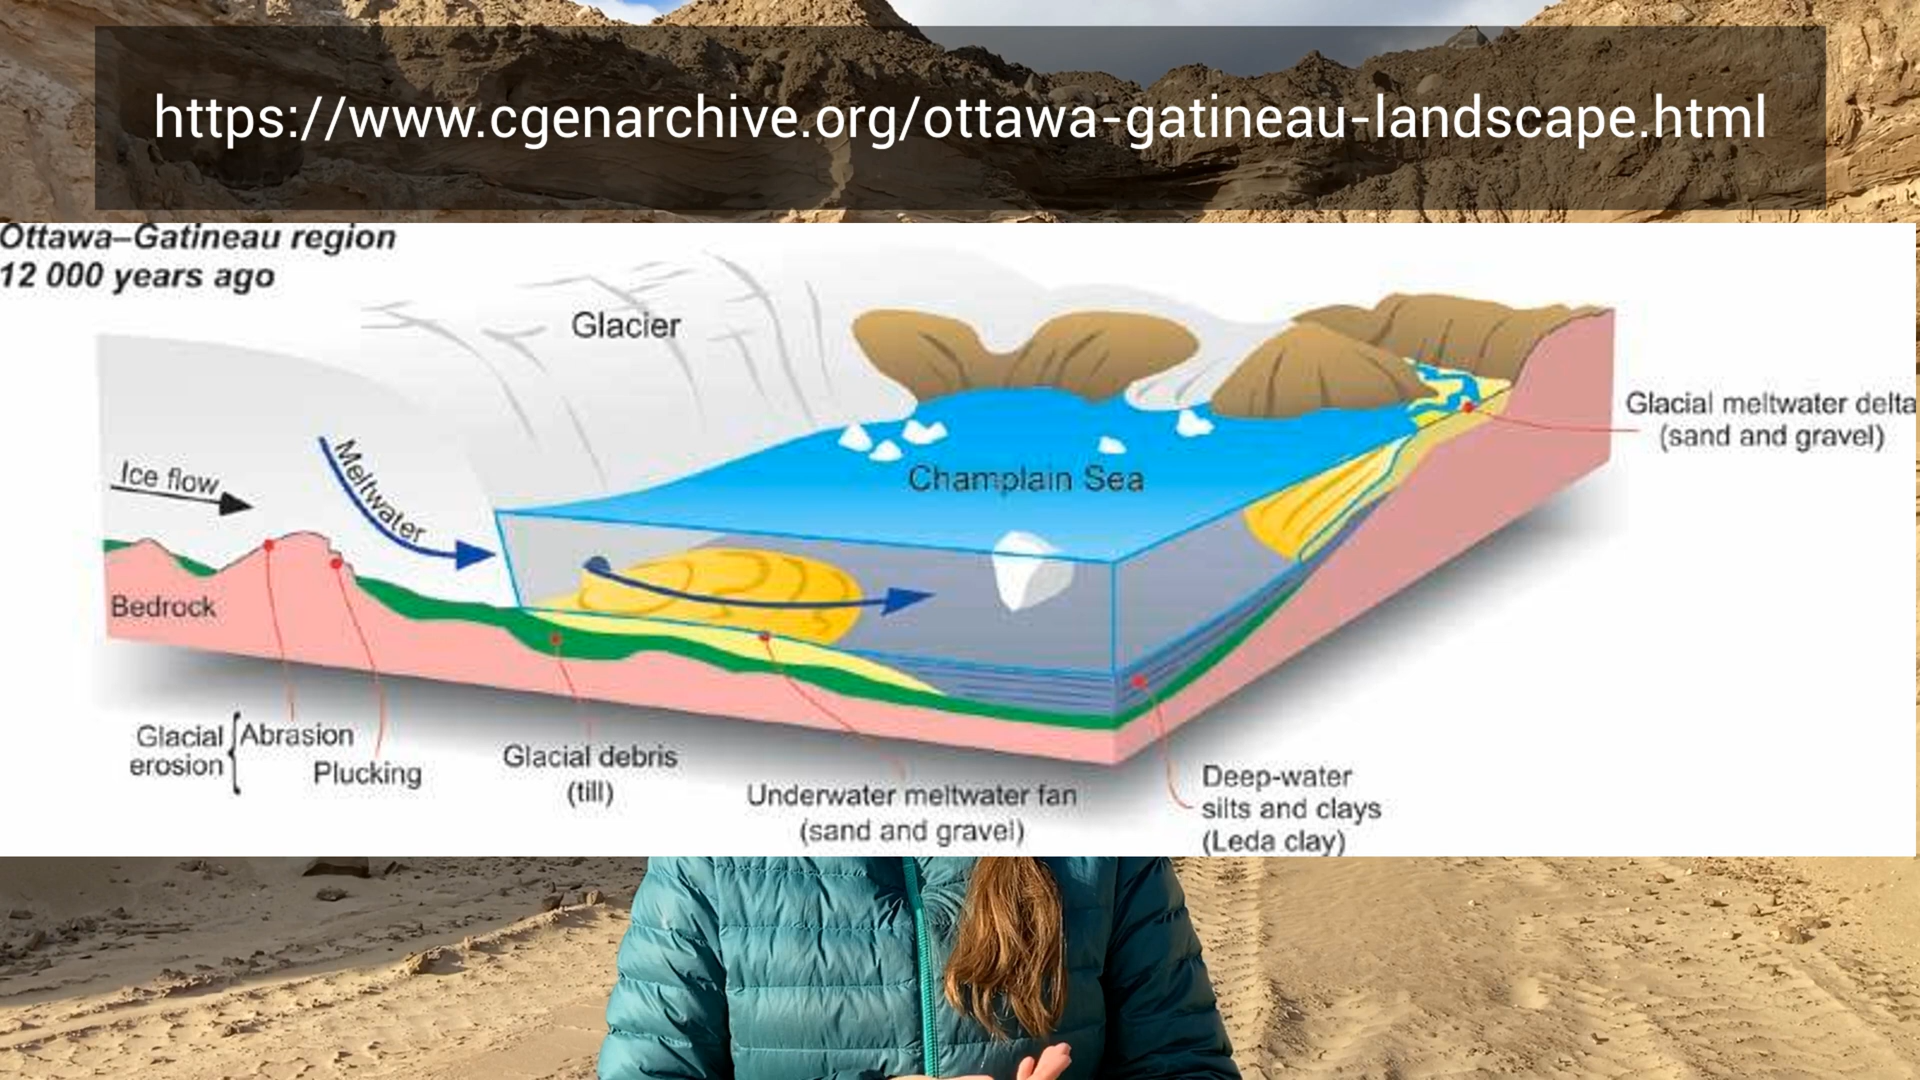 https://www.cgenarchive.org/ottawa-gatineau-landscape.html
Ottawa–Gatineau region
12 000 years ago
Glacier
Glacial meltwater delta
(sand and gravel)
Ice flow
Meltwater
Champlain Sea
Bedrock
Glacial
erosion
Abrasion
Plucking
Glacial debris
(till)
Underwater meltwater fan
(sand and gravel)
Deep-water
silts and clays
(Leda clay)